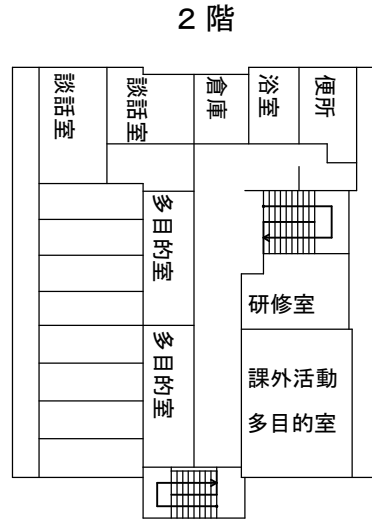 2階
談話室
談話室
倉庫
浴室
便所
多目的室
研修室
多目的室
課外活動
多目的室